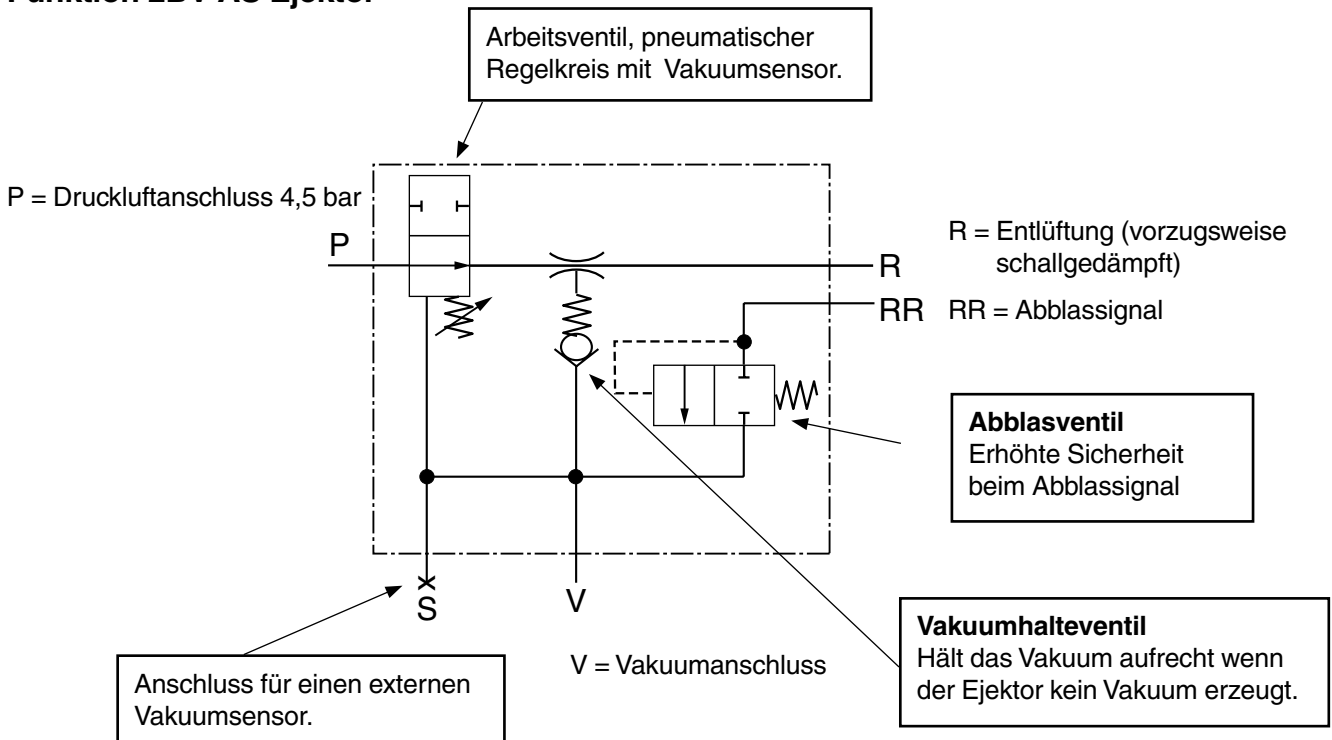 Arbeitsventil, pneumatischer
Regelkreis mit Vakuumsensor.
P = Druckluftanschluss 4,5 bar
P
R
RR
R = Entlüftung (vorzugsweise
schallgedämpft)
RR = Abblassignal
Abblasventil
Erhöhte Sicherheit
beim Abblassignal
S
V
V = Vakuumanschluss
Vakuumhalteventil
Hält das Vakuum aufrecht wenn
der Ejektor kein Vakuum erzeugt.
Anschluss für einen externen
Vakuumsensor.